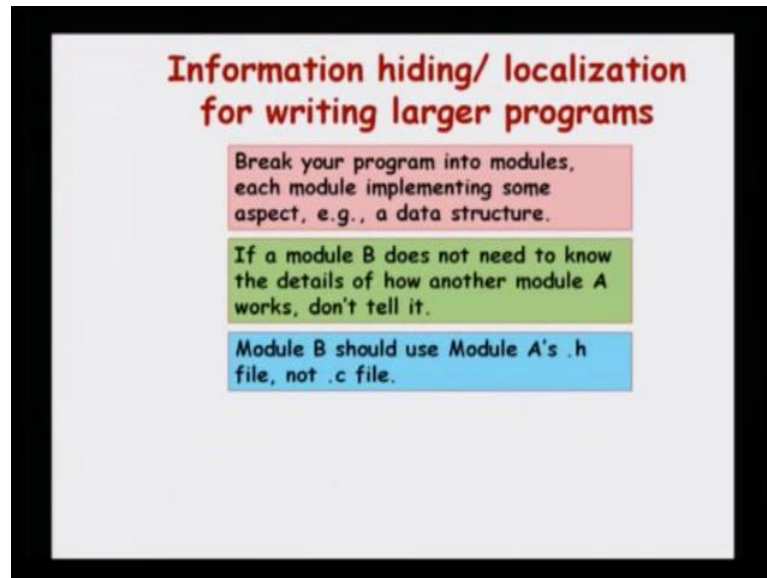 Information hiding/ localization
for writing larger programs
Break your program into modules,
each module implementing some
aspect, e.g., a data structure.
If a module B does not need to know
the details of how another module A
works, don't tell it.
Module B should use Module A's .h
file, not .c file.